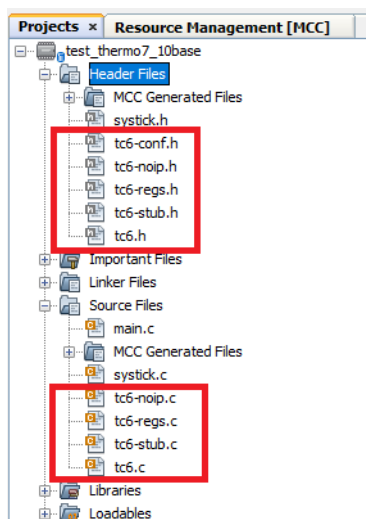 Projects × Resource Management [MCC]
test_thermo7_10base
Header Files
MCC Generated Files
systick.h
tc6-conf.h
tc6-noip.h
tc6-regs.h
tc6-stub.h
tc6.h
Important Files
Linker Files
Source Files
main.c
MCC Generated Files
systick.c
tc6-noip.c
tc6-regs.c
tc6-stub.c
tc6.c
Libraries
Loadables